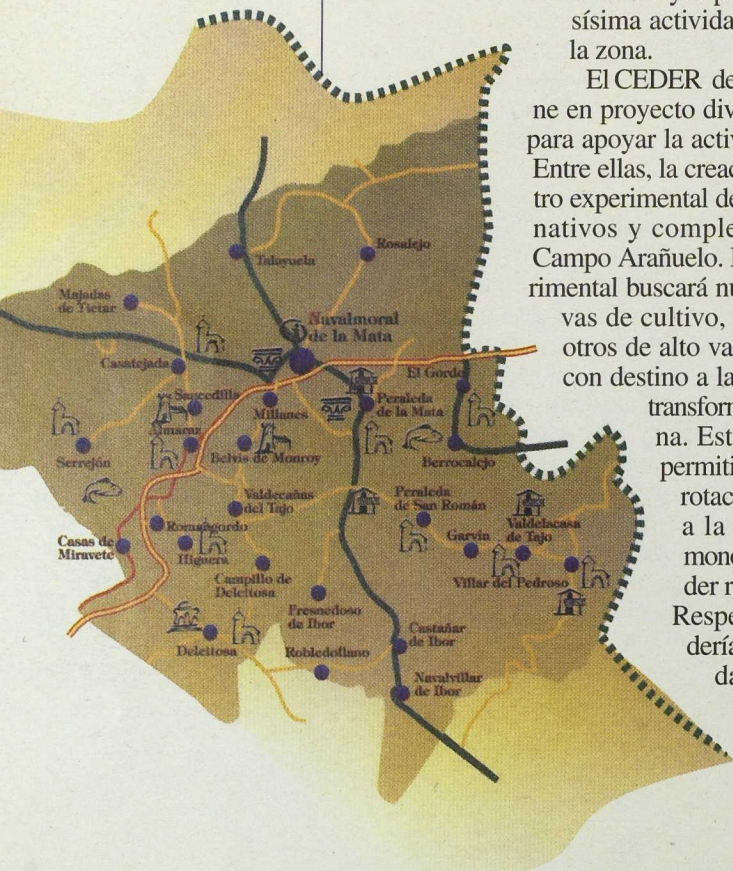 sísima activida
la zona.
El CEDER de
ne en proyecto div
para apoyar la activ
Entre ellas, la creac
tro experimental de
nativos y comple
Campo Arañuelo. 
rimental buscará nu
vas de cultivo,
otros de alto va
con destino a la
transforn
na. Est
permiti
rotac
a la
mono
der r
Respe
dería
da
Talayuela
Rosalejo
Majadas
de Tietar
Navalmoral
de la Mata
Casatejada
El Gordo
Saucedilla
Millanes
Peraleda
de la Mata
Almaraz
Serrejón
Belvis de Monroy
Berrocalejo
Valdecañas
del Tajo
Peraleda
de San Román
Romangordo
Garvín
Valdelacasa
de Tajo
Casas de
Miravete
Higuera
Villar del Pedroso
Campillo de
Deleitosa
Fresnedoso
de Ibor
Castañar
de Ibor
Deleitosa
Robledollano
Navalvillar
de Ibor